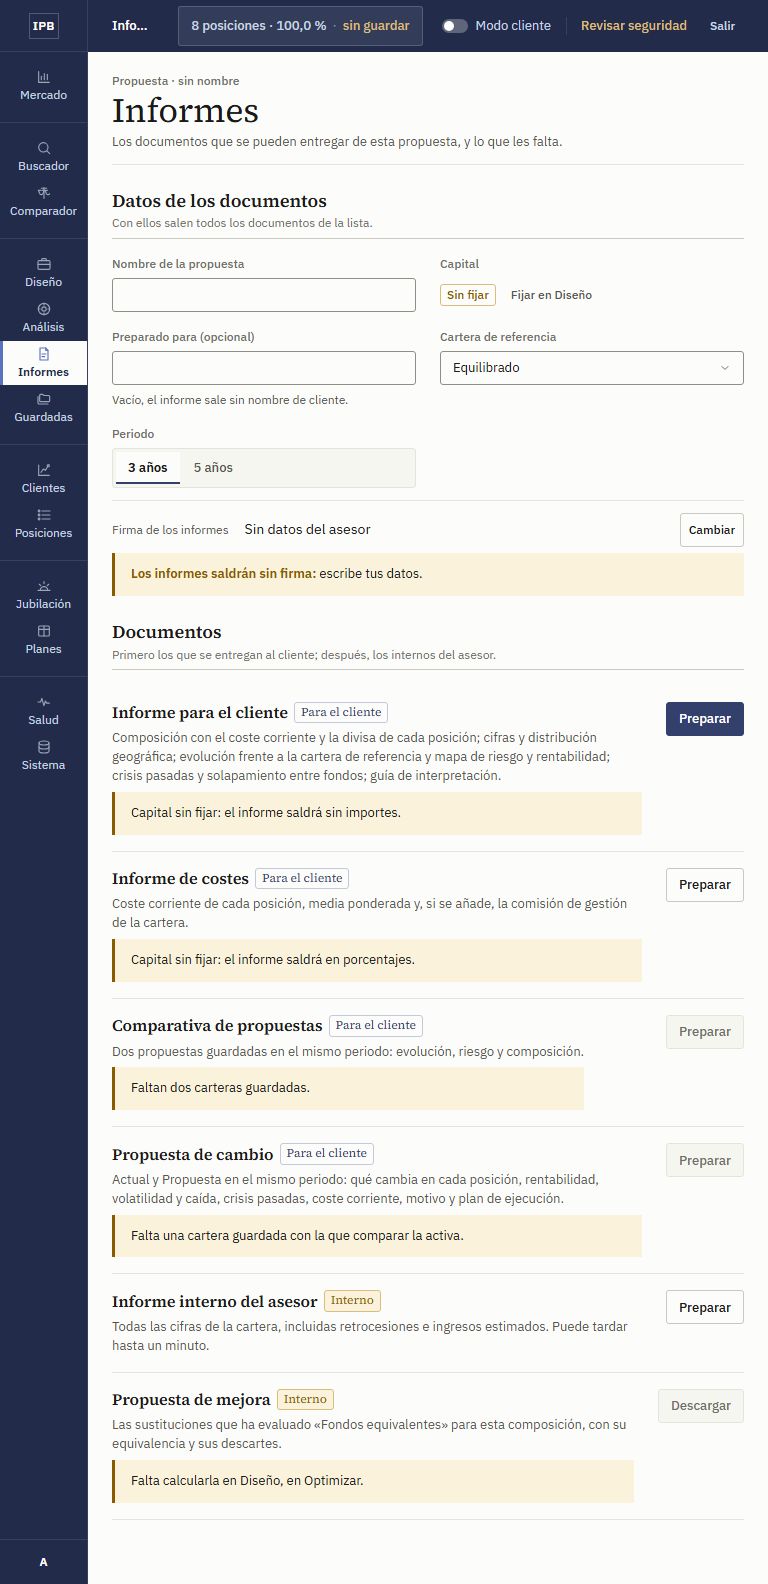 IPB
Info...
8 posiciones · 100,0 % · sin guardar
Modo cliente
Revisar seguridad
Salir
Mercado
Buscador
Comparador
Diseño
Análisis
Informes
Guardadas
Clientes
Posiciones
Jubilación
Planes
Salud
Sistema
A
Propuesta · sin nombre
Informes
Los documentos que se pueden entregar de esta propuesta, y lo que les falta.
Datos de los documentos
Con ellos salen todos los documentos de la lista.
Nombre de la propuesta
Capital
Sin fijar
Fijar en Diseño
Preparado para (opcional)
Cartera de referencia
Equilibrado
Vacío, el informe sale sin nombre de cliente.
Periodo
3 años
5 años
Firma de los informes
Sin datos del asesor
Cambiar
Los informes saldrán sin firma: escribe tus datos.
Documentos
Primero los que se entregan al cliente; después, los internos del asesor.
Informe para el cliente
Para el cliente
Preparar
Composición con el coste corriente y la divisa de cada posición; cifras y distribución
geográfica; evolución frente a la cartera de referencia y mapa de riesgo y rentabilidad;
crisis pasadas y solapamiento entre fondos; guía de interpretación.
Capital sin fijar: el informe saldrá sin importes.
Informe de costes
Para el cliente
Preparar
Coste corriente de cada posición, media ponderada y, si se añade, la comisión de gestión
de la cartera.
Capital sin fijar: el informe saldrá en porcentajes.
Comparativa de propuestas
Para el cliente
Preparar
Dos propuestas guardadas en el mismo periodo: evolución, riesgo y composición.
Faltan dos carteras guardadas.
Propuesta de cambio
Para el cliente
Preparar
Actual y Propuesta en el mismo periodo: qué cambia en cada posición, rentabilidad,
volatilidad y caída, crisis pasadas, coste corriente, motivo y plan de ejecución.
Falta una cartera guardada con la que comparar la activa.
Informe interno del asesor
Interno
Preparar
Todas las cifras de la cartera, incluidas retrocesiones e ingresos estimados. Puede tardar
hasta un minuto.
Propuesta de mejora
Interno
Descargar
Las sustituciones que ha evaluado «Fondos equivalentes» para esta composición, con su
equivalencia y sus descartes.
Falta calcularla en Diseño, en Optimizar.